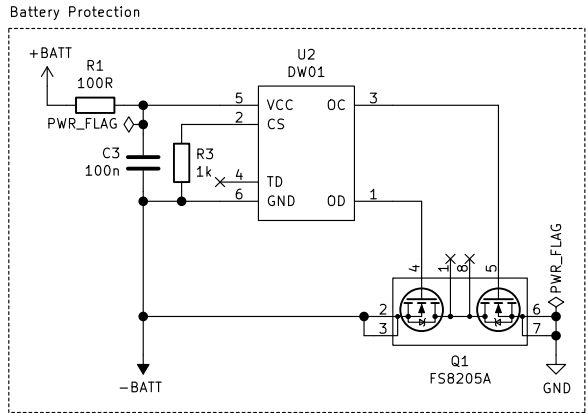 Battery Protection
+BATT
R1
100R
U2
DW01
5 VCC OC 3
PWR_FLAG
2 CS
C3
100n
R3
1k
4 TD
6 GND OD 1
PWR_FLAG
4 1 8 5
2 6
3 7
Q1
FS8205A
-BATT
GND